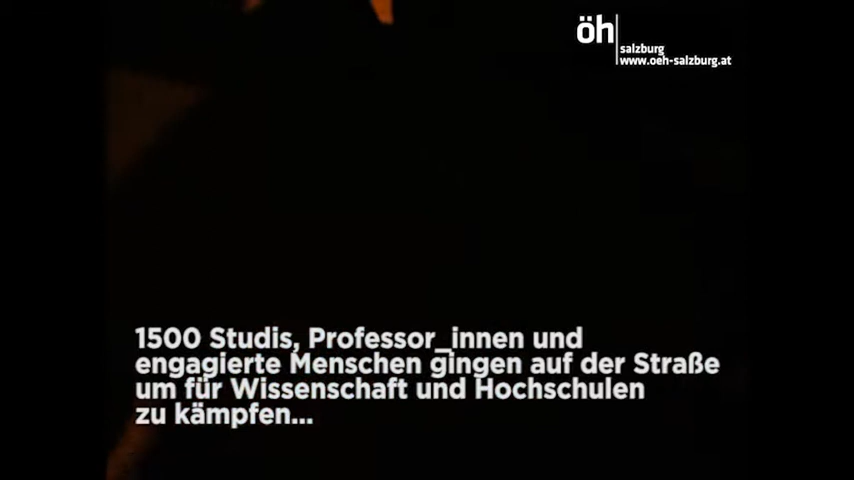 öh
salzburg
www.oeh-salzburg.at
1500 Studis, Professor_innen und
engagierte Menschen gingen auf der Straße
um für Wissenschaft und Hochschulen
zu kämpfen...